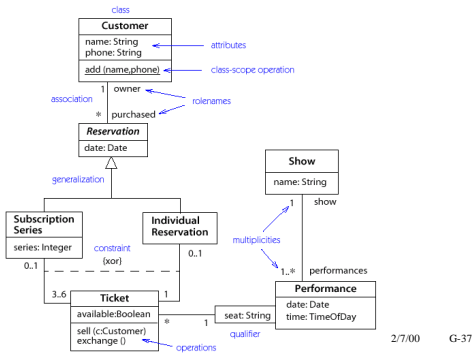 class
Customer
name: String
phone: String
attributes
add (name,phone)
class-scope operation
1 owner
association
rolenames
* purchased
Reservation
date: Date
generalization
Show
name: String
Subscription
Series
series: Integer
Individual
Reservation
1 show
constraint
{xor}
multiplicities
0..1
0..1
1..* performances
3..6
1
Ticket
available:Boolean
sell (c:Customer)
exchange ()
*
1
seat: String
qualifier
operations
Performance
date: Date
time: TimeOfDay
2/7/00 G-37